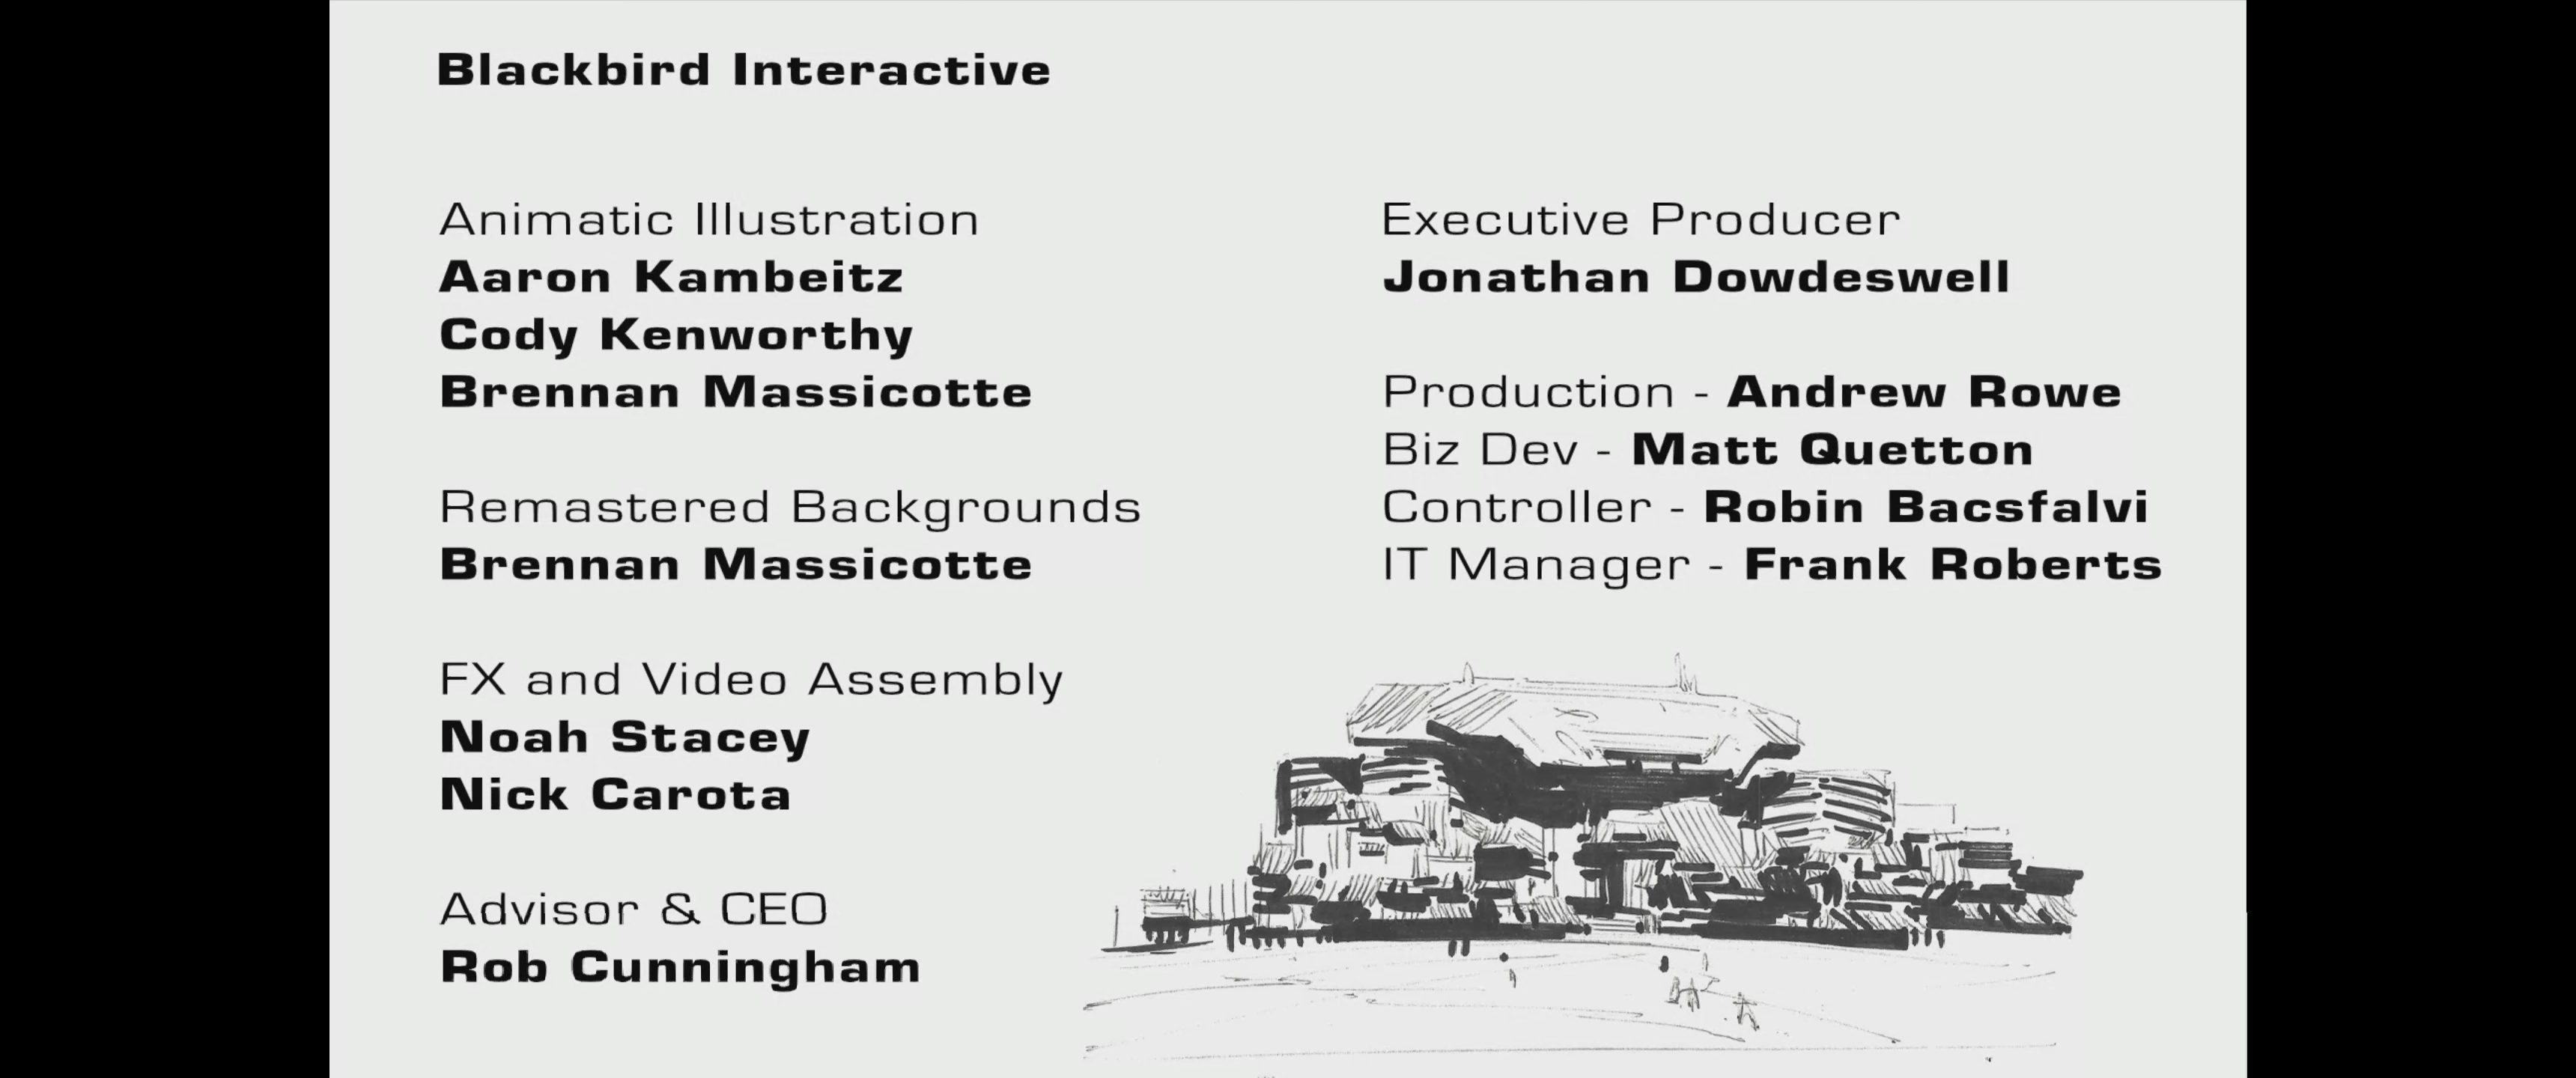 Blackbird Interactive
Animatic Illustration
Aaron Kambeitz
Cody Kenworthy
Brennan Massicotte
Remastered Backgrounds
Brennan Massicotte
FX and Video Assembly
Noah Stacey
Nick Carota
Advisor & CEO
Rob Cunningham
Executive Producer
Jonathan Dowdeswell
Production - Andrew Rowe
Biz Dev - Matt Quetton
Controller - Robin Bacsfalvi
IT Manager - Frank Roberts